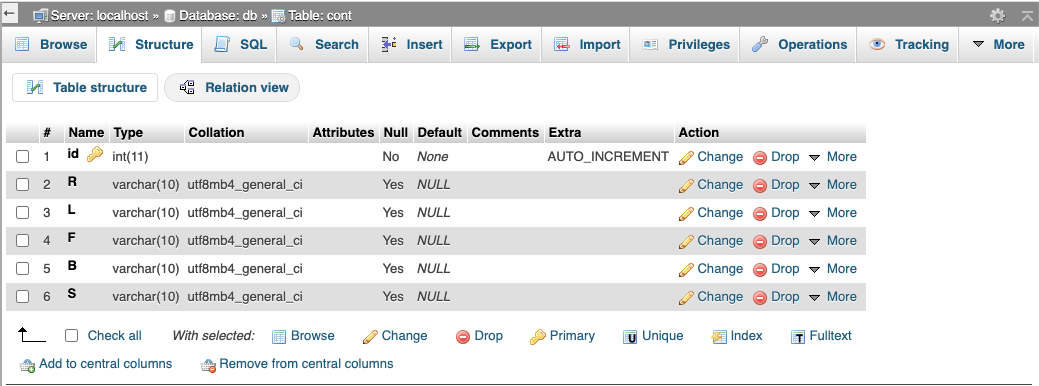 Server: localhost » Database: db » Table: cont
Browse Structure SQL Search Insert Export Import Privileges Operations Tracking More
Table structure Relation view
# Name Type Collation Attributes Null Default Comments Extra Action
1 id int(11) No None AUTO_INCREMENT Change Drop More
2 R varchar(10) utf8mb4_general_ci Yes NULL Change Drop More
3 L varchar(10) utf8mb4_general_ci Yes NULL Change Drop More
4 F varchar(10) utf8mb4_general_ci Yes NULL Change Drop More
5 B varchar(10) utf8mb4_general_ci Yes NULL Change Drop More
6 S varchar(10) utf8mb4_general_ci Yes NULL Change Drop More
Check all With selected: Browse Change Drop Primary Unique Index Fulltext
Add to central columns Remove from central columns